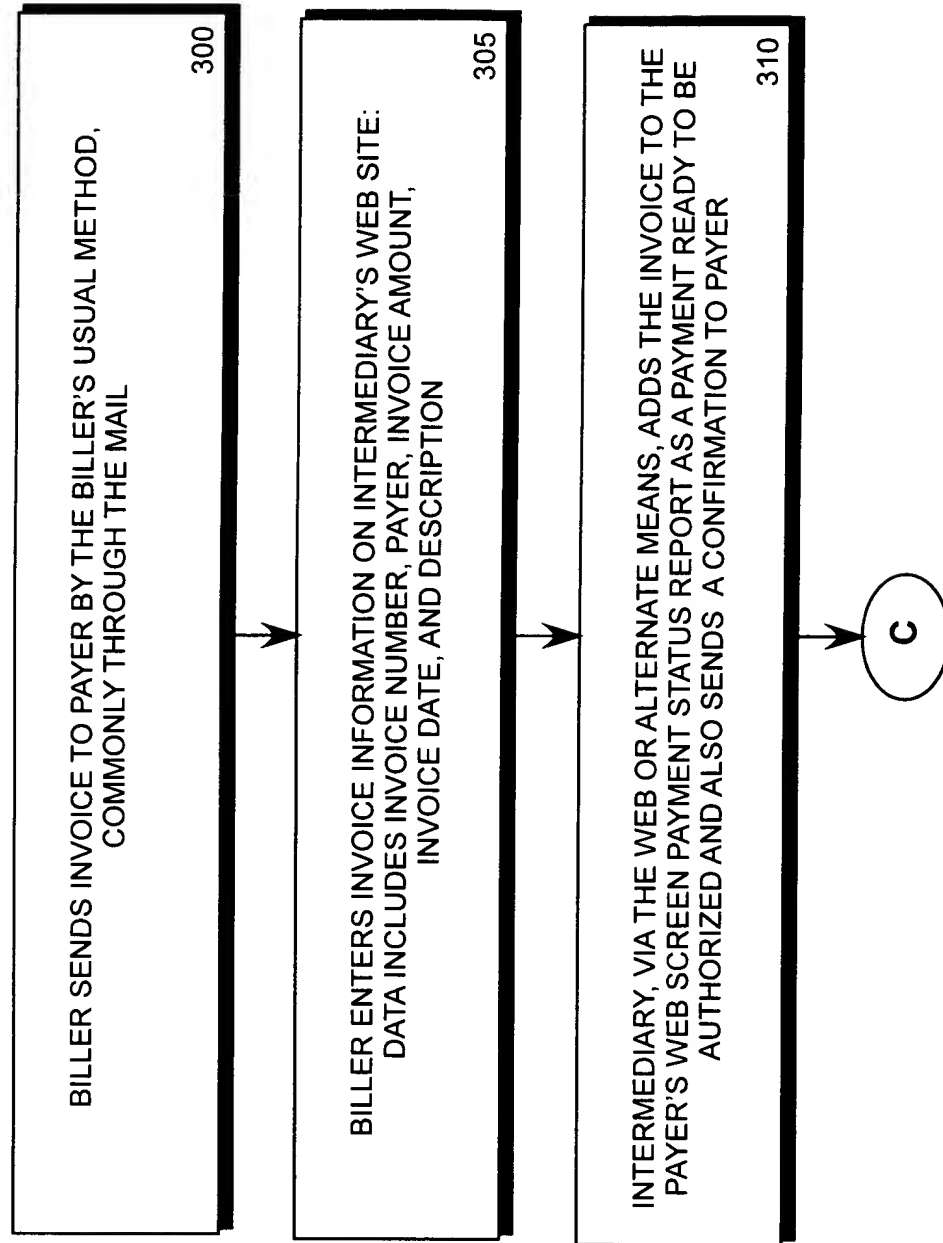 BILLER SENDS INVOICE TO PAYER BY THE BILLER'S USUAL METHOD,
COMMONLY THROUGH THE MAIL
300
BILLER ENTERS INVOICE INFORMATION ON INTERMEDIARY'S WEB SITE:
DATA INCLUDES INVOICE NUMBER, PAYER, INVOICE AMOUNT,
INVOICE DATE, AND DESCRIPTION
305
INTERMEDIARY, VIA THE WEB OR ALTERNATE MEANS, ADDS THE INVOICE TO THE
PAYER'S WEB SCREEN PAYMENT STATUS REPORT AS A PAYMENT READY TO BE
AUTHORIZED AND ALSO SENDS A CONFIRMATION TO PAYER
310
C